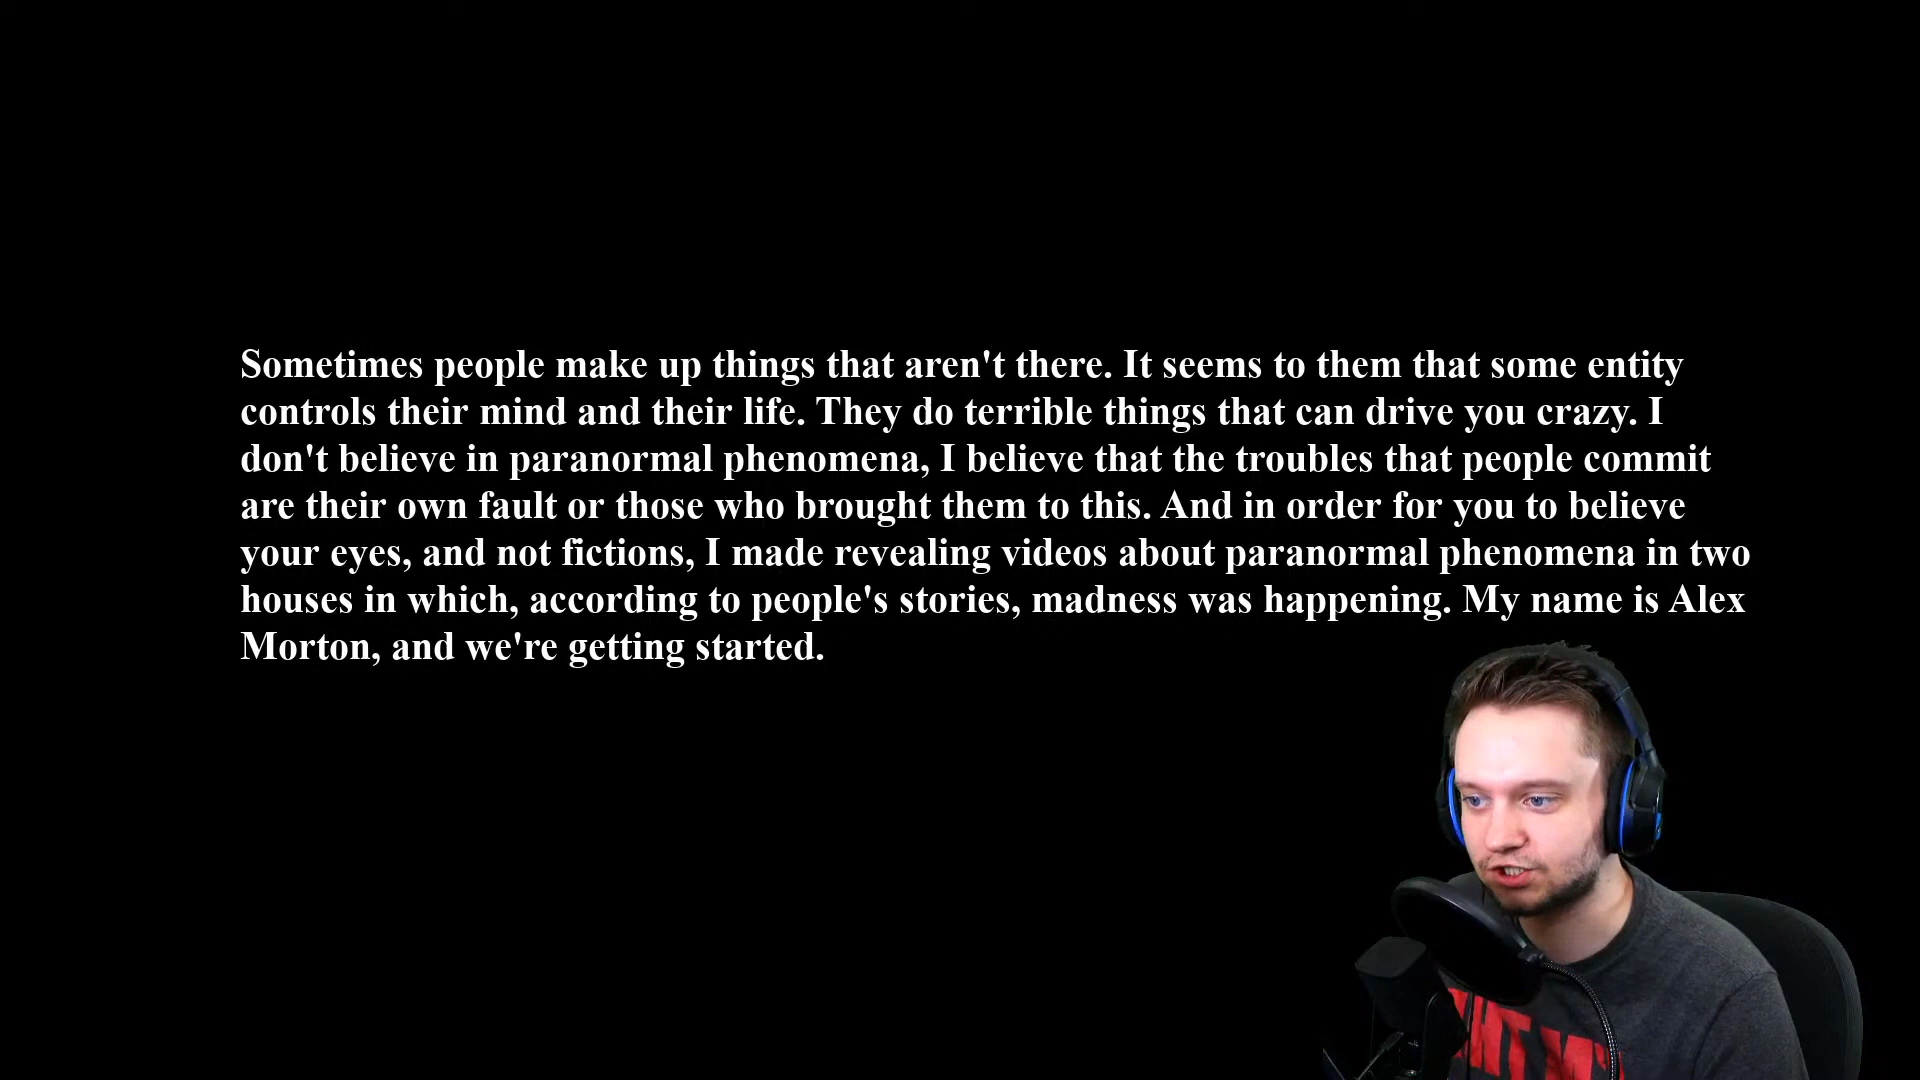 Sometimes people make up things that aren't there. It seems to them that some entity
controls their mind and their life. They do terrible things that can drive you crazy. I
don't believe in paranormal phenomena, I believe that the troubles that people commit
are their own fault or those who brought them to this. And in order for you to believe
your eyes, and not fictions, I made revealing videos about paranormal phenomena in two
houses in which, according to people's stories, madness was happening. My name is Alex
Morton, and we're getting started.